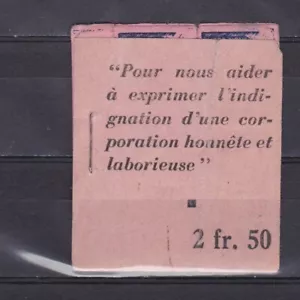 “Pour nous aider
à exprimer l'indi-
gnation d'une cor-
poration honnête et
laborieuse”
2 fr. 50